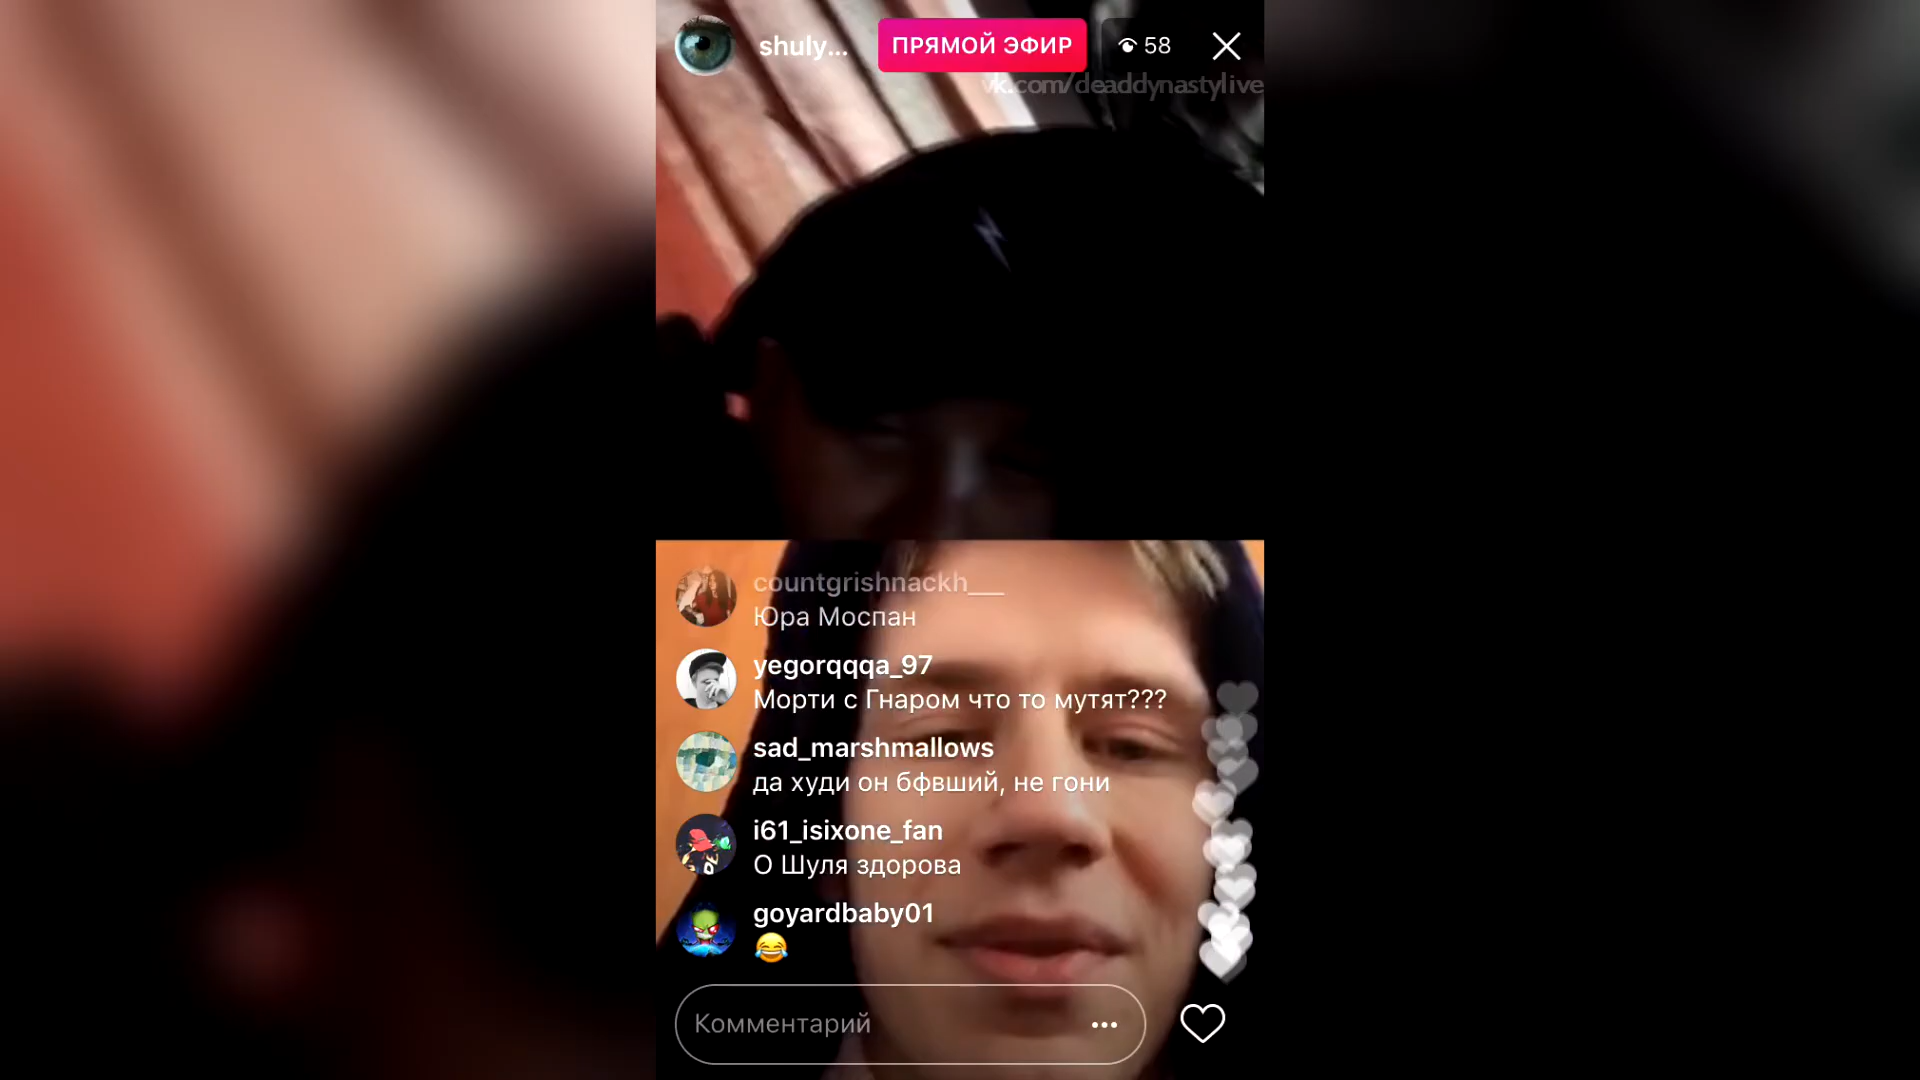 shuly...
ПРЯМОЙ ЭФИР
58
vk.com/deaddynastylive
countgrishnackh___
Юра Моспан
yegorqqqa_97
Морти с Гнаром что то мутят???
sad_marshmallows
да худи он бфвший, не гони
i61_isixone_fan
О Шуля здорова
goyardbaby01
😂
Комментарий